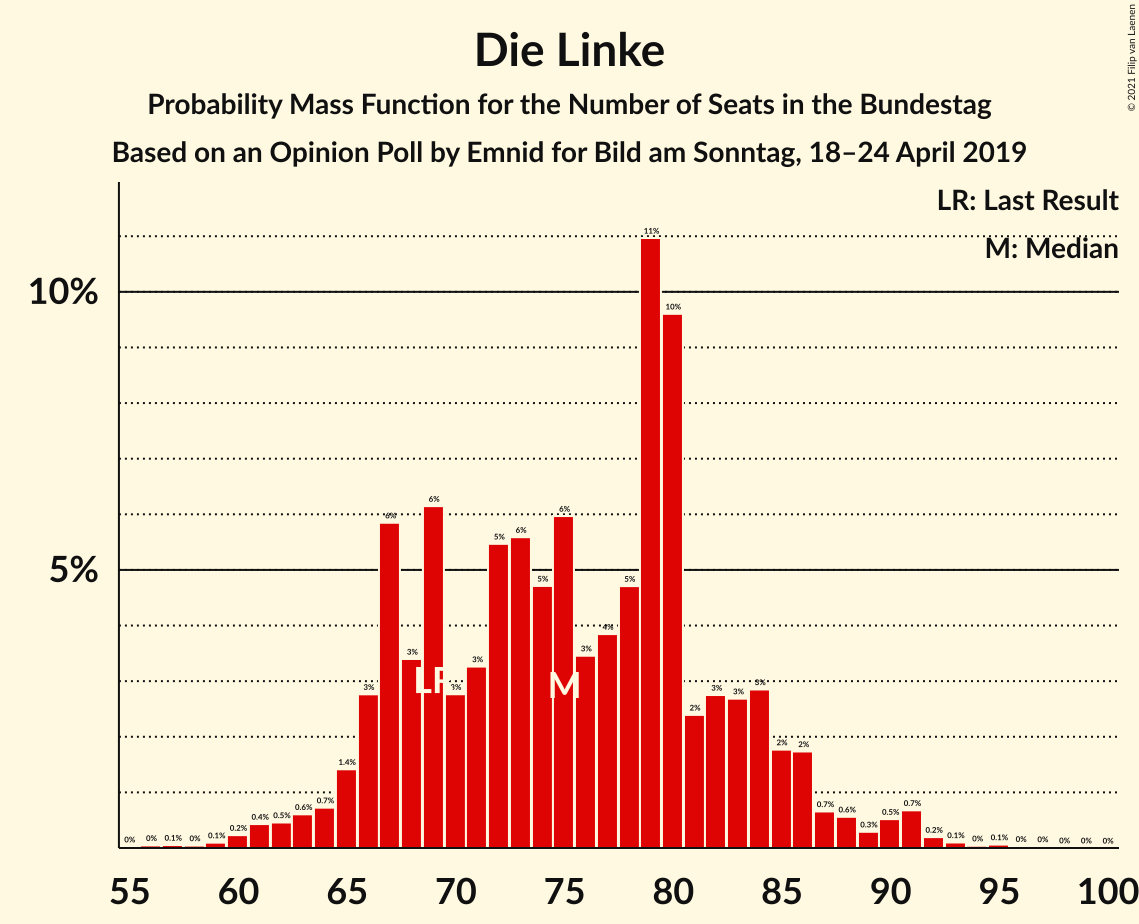 Die Linke
Probability Mass Function for the Number of Seats in the Bundestag
Based on an Opinion Poll by Emnid for Bild am Sonntag, 18–24 April 2019
© 2021 Filip van Laenen
LR: Last Result
M: Median
10%
5%
0% 0% 0.1% 0% 0.1% 0.2% 0.4% 0.5% 0.6% 0.7% 1.4% 3% 6% 3% 6% 3% 3% 5% 6% 5% 6% 3% 4% 5% 11% 10% 2% 3% 3% 3% 2% 2% 0.7% 0.6% 0.3% 0.5% 0.7% 0.2% 0.1% 0% 0.1% 0% 0% 0% 0% 0%
LR M
55 60 65 70 75 80 85 90 95 100